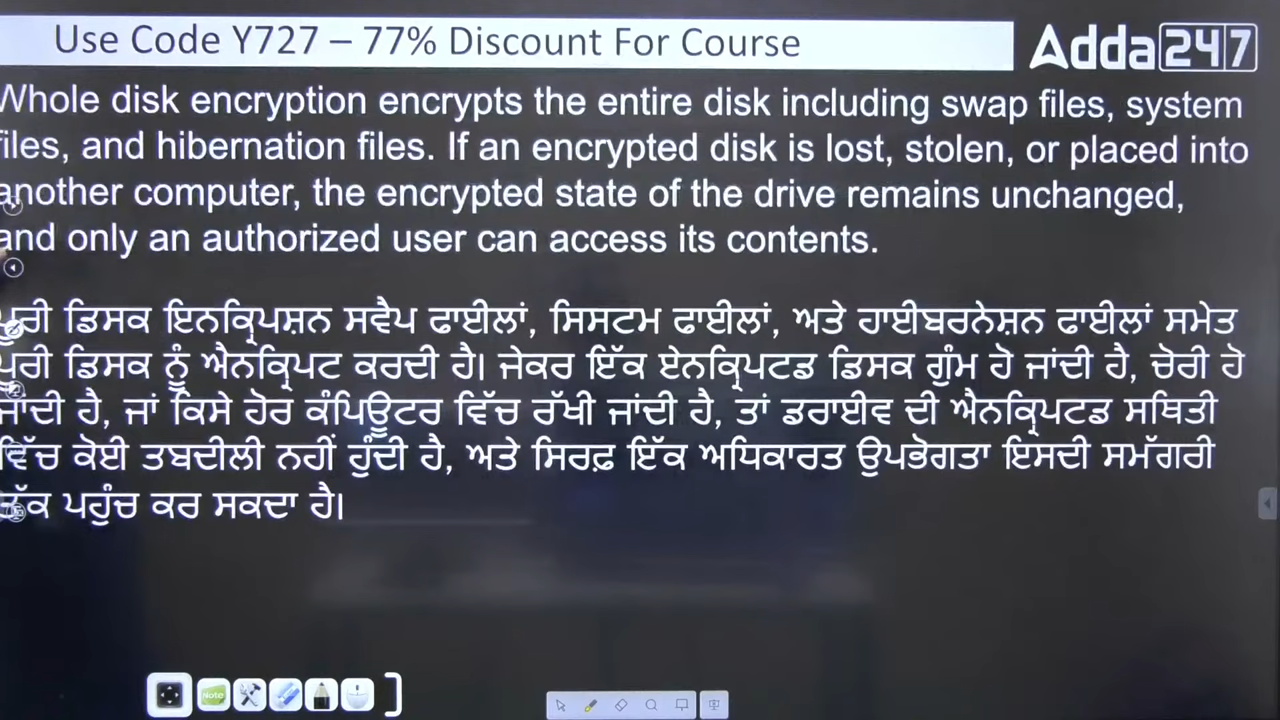 Use Code Y727 – 77% Discount For Course
Adda247
Whole disk encryption encrypts the entire disk including swap files, system
files, and hibernation files. If an encrypted disk is lost, stolen, or placed into
another computer, the encrypted state of the drive remains unchanged,
and only an authorized user can access its contents.
ਪੂਰੀ ਡਿਸਕ ਇਨਕ੍ਰਿਪਸ਼ਨ ਸਵੈਪ ਫਾਈਲਾਂ, ਸਿਸਟਮ ਫਾਈਲਾਂ, ਅਤੇ ਹਾਈਬਰਨੇਸ਼ਨ ਫਾਈਲਾਂ ਸਮੇਤ
ਪੂਰੀ ਡਿਸਕ ਨੂੰ ਐਨਕ੍ਰਿਪਟ ਕਰਦੀ ਹੈ। ਜੇਕਰ ਇੱਕ ਏਨਕ੍ਰਿਪਟਡ ਡਿਸਕ ਗੁੰਮ ਹੋ ਜਾਂਦੀ ਹੈ, ਚੋਰੀ ਹੋ
ਜਾਂਦੀ ਹੈ, ਜਾਂ ਕਿਸੇ ਹੋਰ ਕੰਪਿਊਟਰ ਵਿੱਚ ਰੱਖੀ ਜਾਂਦੀ ਹੈ, ਤਾਂ ਡਰਾਈਵ ਦੀ ਐਨਕ੍ਰਿਪਟਡ ਸਥਿਤੀ
ਵਿੱਚ ਕੋਈ ਤਬਦੀਲੀ ਨਹੀਂ ਹੁੰਦੀ ਹੈ, ਅਤੇ ਸਿਰਫ਼ ਇੱਕ ਅਧਿਕਾਰਤ ਉਪਭੋਗਤਾ ਇਸਦੀ ਸਮੱਗਰੀ
ਤੱਕ ਪਹੁੰਚ ਕਰ ਸਕਦਾ ਹੈ।
Note